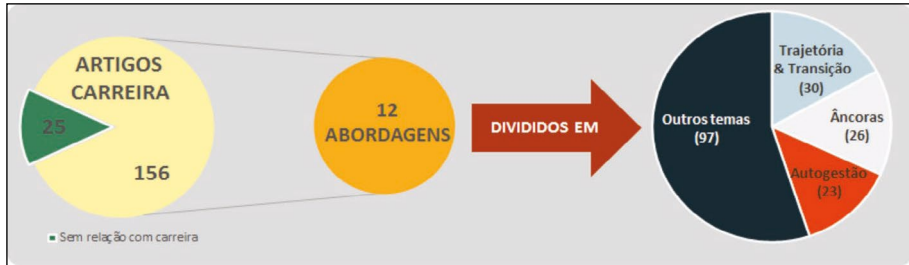 ARTIGOS
CARREIRA
25
156
Sem relação com carreira
12
ABORDAGENS
DIVIDIDOS EM
Trajetória
& Transição
(30)
Âncoras
(26)
Autogestão
(23)
Outros temas
(97)